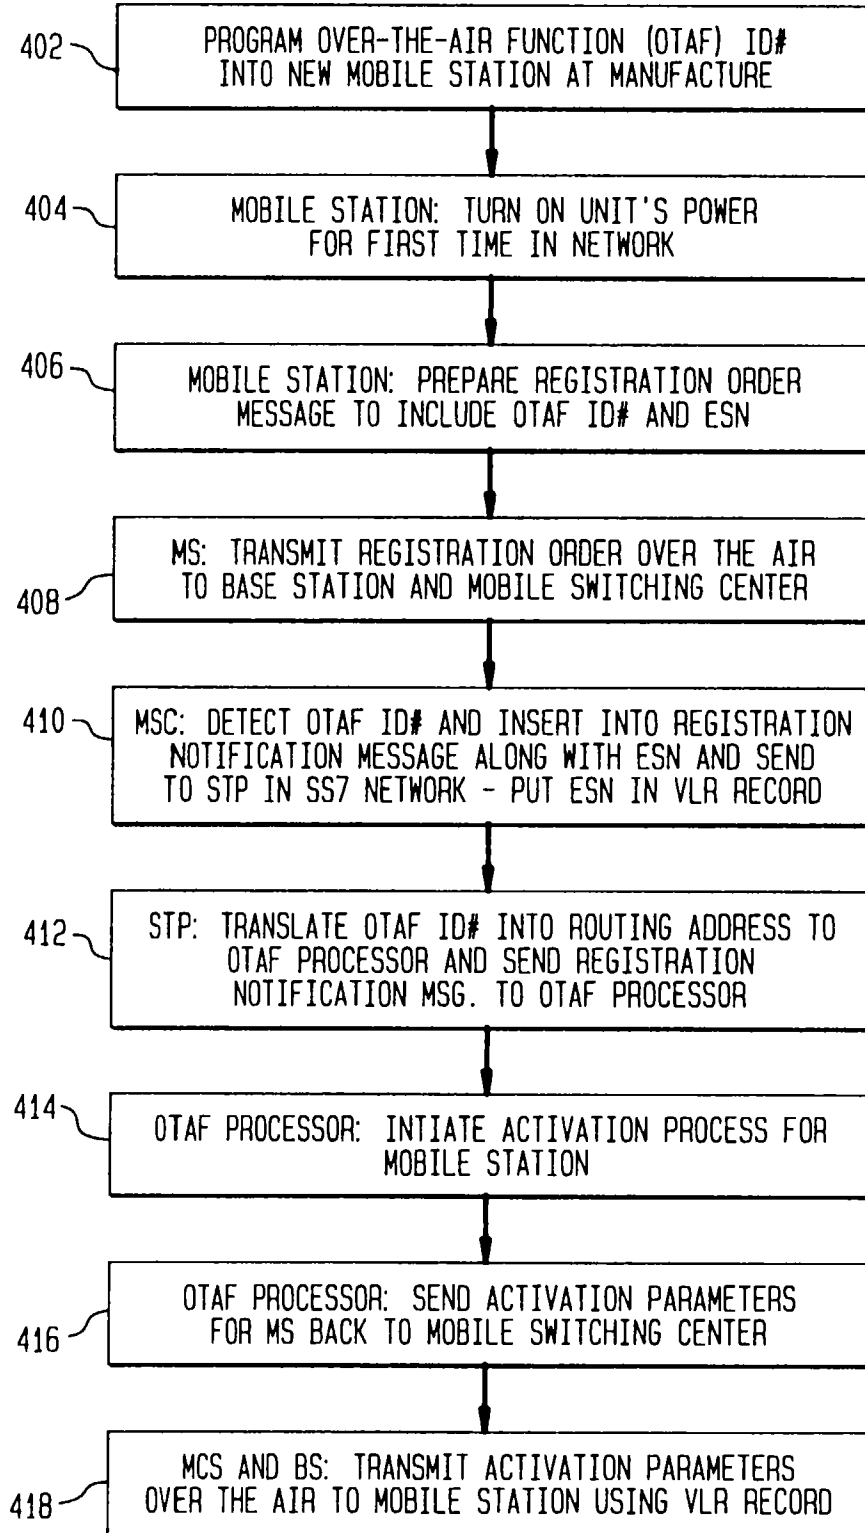 402
PROGRAM OVER-THE-AIR FUNCTION (OTAF) ID#
INTO NEW MOBILE STATION AT MANUFACTURE
404
MOBILE STATION: TURN ON UNIT'S POWER
FOR FIRST TIME IN NETWORK
406
MOBILE STATION: PREPARE REGISTRATION ORDER
MESSAGE TO INCLUDE OTAF ID# AND ESN
408
MS: TRANSMIT REGISTRATION ORDER OVER THE AIR
TO BASE STATION AND MOBILE SWITCHING CENTER
410
MSC: DETECT OTAF ID# AND INSERT INTO REGISTRATION
NOTIFICATION MESSAGE ALONG WITH ESN AND SEND
TO STP IN SS7 NETWORK - PUT ESN IN VLR RECORD
412
STP: TRANSLATE OTAF ID# INTO ROUTING ADDRESS TO
OTAF PROCESSOR AND SEND REGISTRATION
NOTIFICATION MSG. TO OTAF PROCESSOR
414
OTAF PROCESSOR: INTIATE ACTIVATION PROCESS FOR
MOBILE STATION
416
OTAF PROCESSOR: SEND ACTIVATION PARAMETERS
FOR MS BACK TO MOBILE SWITCHING CENTER
418
MCS AND BS: TRANSMIT ACTIVATION PARAMETERS
OVER THE AIR TO MOBILE STATION USING VLR RECORD